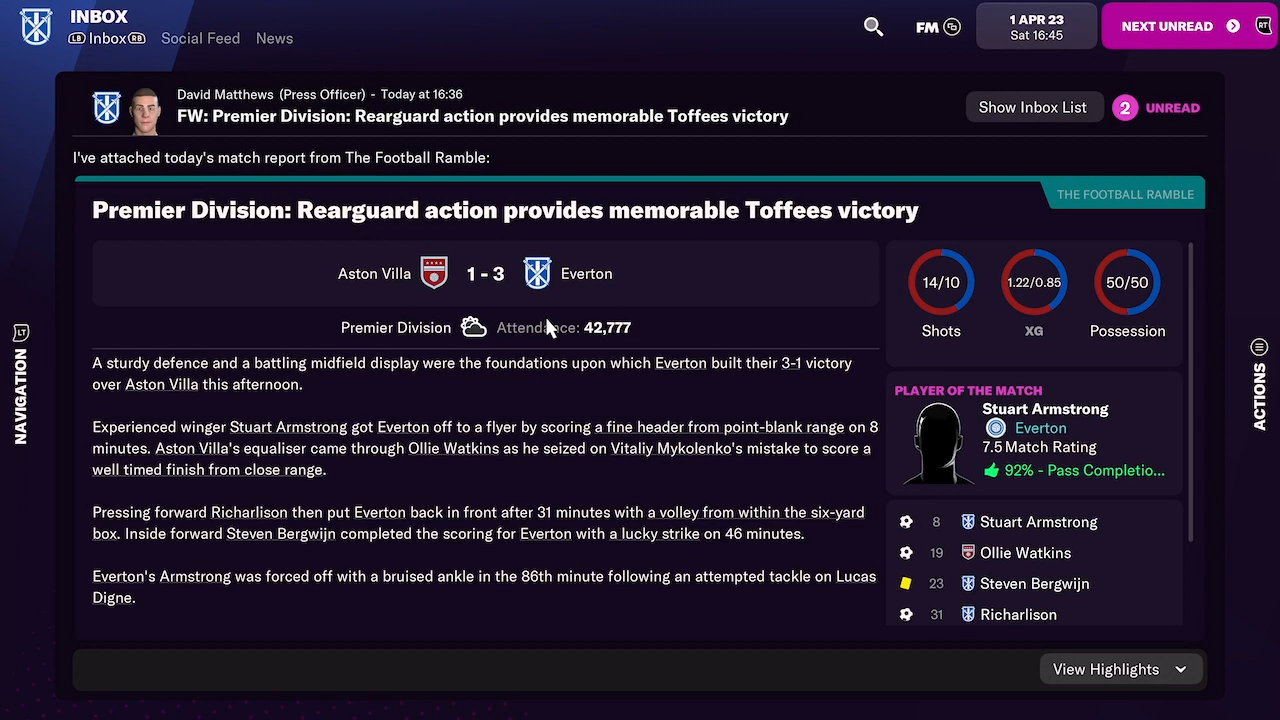 INBOX
LB Inbox RB Social Feed News
FM
1 APR 23
Sat 16:45
NEXT UNREAD
RT
David Matthews (Press Officer) - Today at 16:36
FW: Premier Division: Rearguard action provides memorable Toffees victory
Show Inbox List
2 UNREAD
I've attached today's match report from The Football Ramble:
THE FOOTBALL RAMBLE
Premier Division: Rearguard action provides memorable Toffees victory
Aston Villa 1 - 3 Everton
Premier Division Attendance: 42,777
A sturdy defence and a battling midfield display were the foundations upon which Everton built their 3-1 victory
over Aston Villa this afternoon.
Experienced winger Stuart Armstrong got Everton off to a flyer by scoring a fine header from point-blank range on 8
minutes. Aston Villa's equaliser came through Ollie Watkins as he seized on Vitaliy Mykolenko's mistake to score a
well timed finish from close range.
Pressing forward Richarlison then put Everton back in front after 31 minutes with a volley from within the six-yard
box. Inside forward Steven Bergwijn completed the scoring for Everton with a lucky strike on 46 minutes.
Everton's Armstrong was forced off with a bruised ankle in the 86th minute following an attempted tackle on Lucas
Digne.
14/10 1.22/0.85 50/50
Shots XG Possession
PLAYER OF THE MATCH
Stuart Armstrong
Everton
7.5 Match Rating
92% - Pass Completio...
8 Stuart Armstrong
19 Ollie Watkins
23 Steven Bergwijn
31 Richarlison
View Highlights
LT
NAVIGATION
ACTIONS